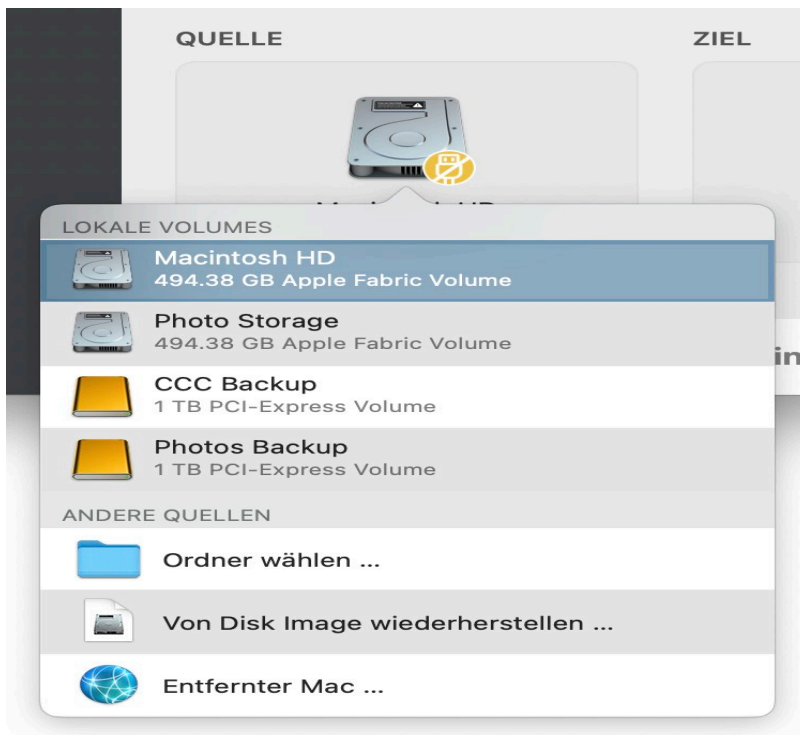 QUELLE
ZIEL
LOKALE VOLUMES
Macintosh HD
494.38 GB Apple Fabric Volume
Photo Storage
494.38 GB Apple Fabric Volume
CCC Backup
1 TB PCI-Express Volume
Photos Backup
1 TB PCI-Express Volume
ANDERE QUELLEN
Ordner wählen ...
Von Disk Image wiederherstellen ...
Entfernter Mac ...